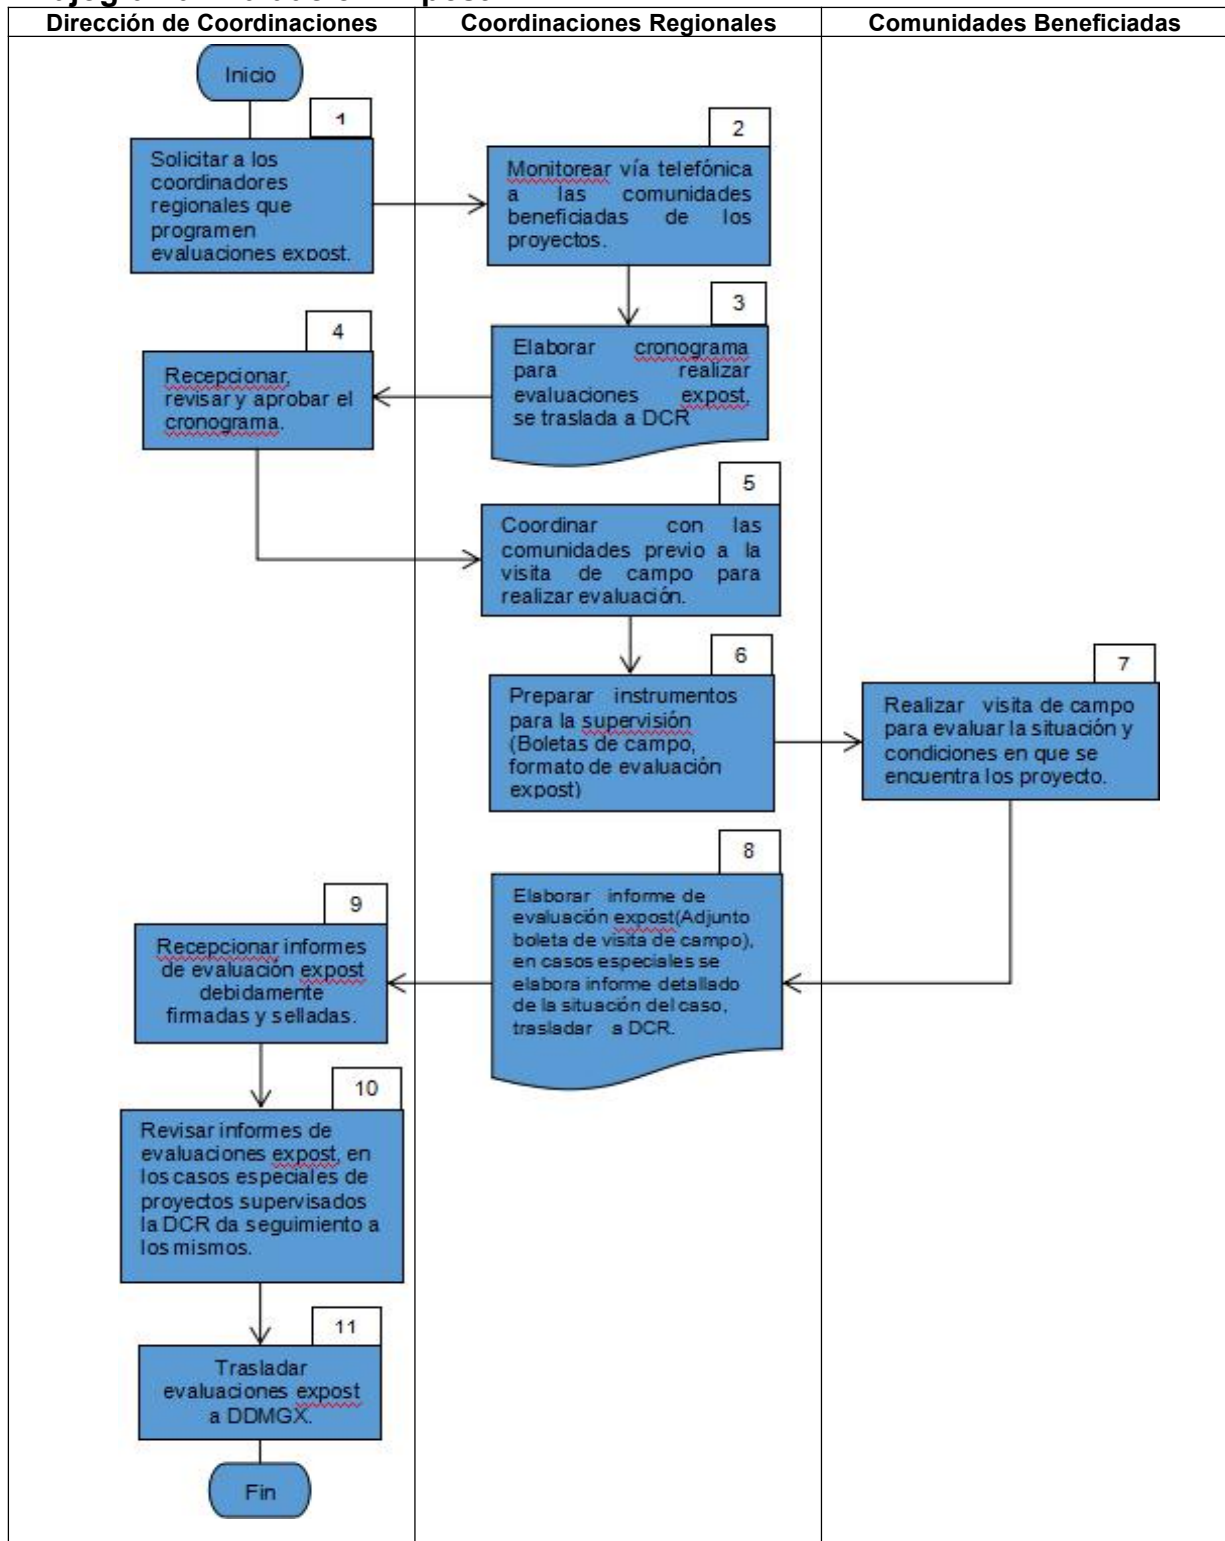 Dirección de Coordinaciones
Coordinaciones Regionales
Comunidades Beneficiadas
Inicio
1
Solicitar a los
coordinadores
regionales que
programen
evaluaciones expost.
2
Monitorear vía telefónica
a las comunidades
beneficiadas de los
proyectos.
3
Elaborar cronograma
para realizar
evaluaciones expost,
se traslada a DCR
4
Recepcionar,
revisar y aprobar el
cronograma.
5
Coordinar con las
comunidades previo a la
visita de campo para
realizar evaluación.
6
Preparar instrumentos
para la supervisión
(Boletas de campo,
formato de evaluación
expost)
7
Realizar visita de campo
para evaluar la situación y
condiciones en que se
encuentra los proyecto.
8
Elaborar informe de
evaluación expost(Adjunto
boleta de visita de campo),
en casos especiales se
elabora informe detallado
de la situación del caso,
trasladar a DCR.
9
Recepcionar informes
de evaluación expost
debidamente
firmadas y selladas.
10
Revisar informes de
evaluaciones expost, en
los casos especiales de
proyectos supervisados
la DCR da seguimiento a
los mismos.
11
Trasladar
evaluaciones expost
a DDMGX.
Fin